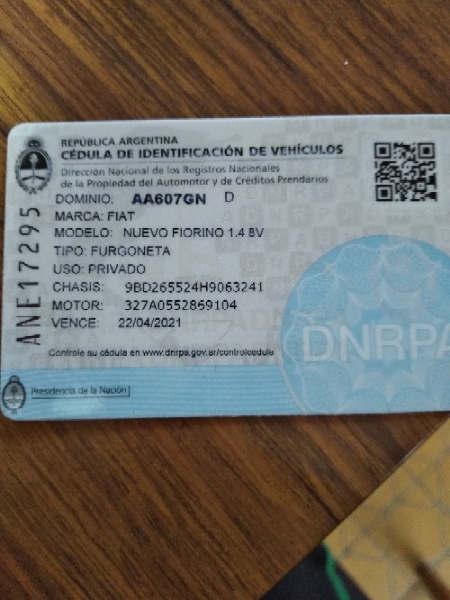 REPÚBLICA ARGENTINA
CÉDULA DE IDENTIFICACIÓN DE VEHÍCULOS
Dirección Nacional de los Registros Nacionales
de la Propiedad del Automotor y de Créditos Prendarios
DOMINIO: AA607GN D
MARCA: FIAT
MODELO: NUEVO FIORINO 1.4 8V
TIPO: FURGONETA
USO: PRIVADO
CHASIS: 9BD265524H9063241
MOTOR: 327A0552869104
VENCE: 22/04/2021
Controle su cédula en www.dnrpa.gov.ar/controlcedula
Presidencia de la Nación
ANE17295
DNRPA